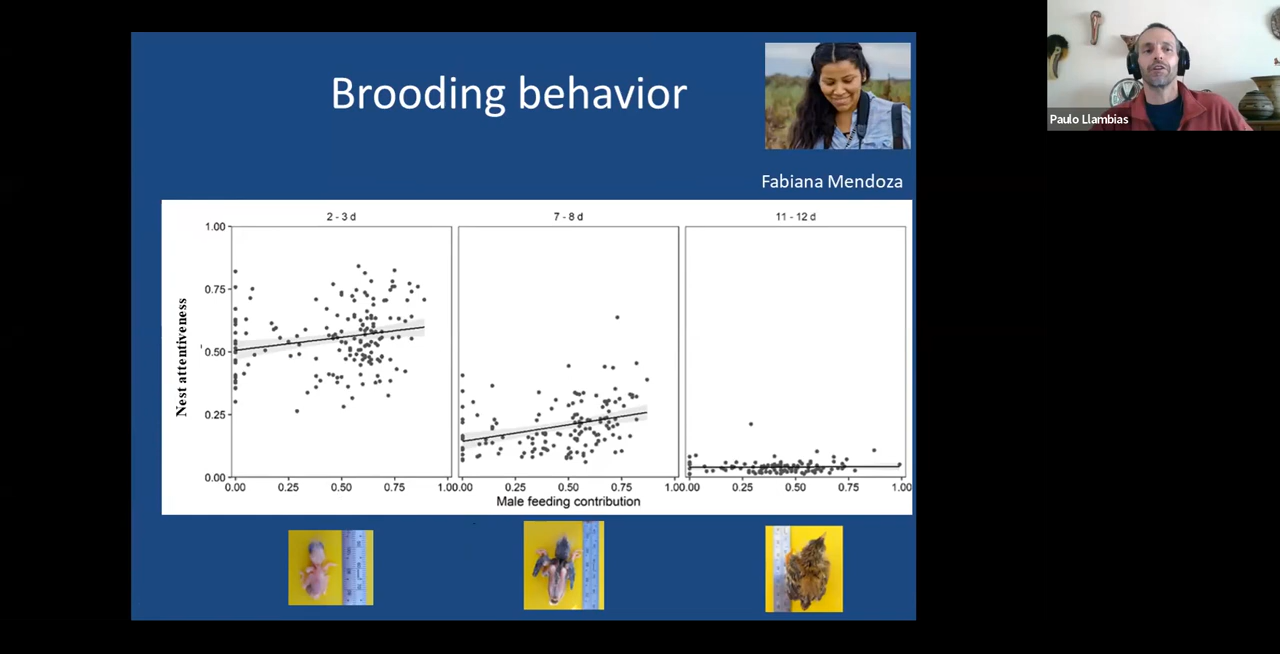 Brooding behavior
Paulo Llambias
Fabiana Mendoza
2 - 3 d
7 - 8 d
11 - 12 d
Nest attentiveness
1.00
0.75
0.50
0.25
0.00
0.00 0.25 0.50 0.75 1.00
0.00 0.25 0.50 0.75 1.00
0.00 0.25 0.50 0.75 1.00
Male feeding contribution